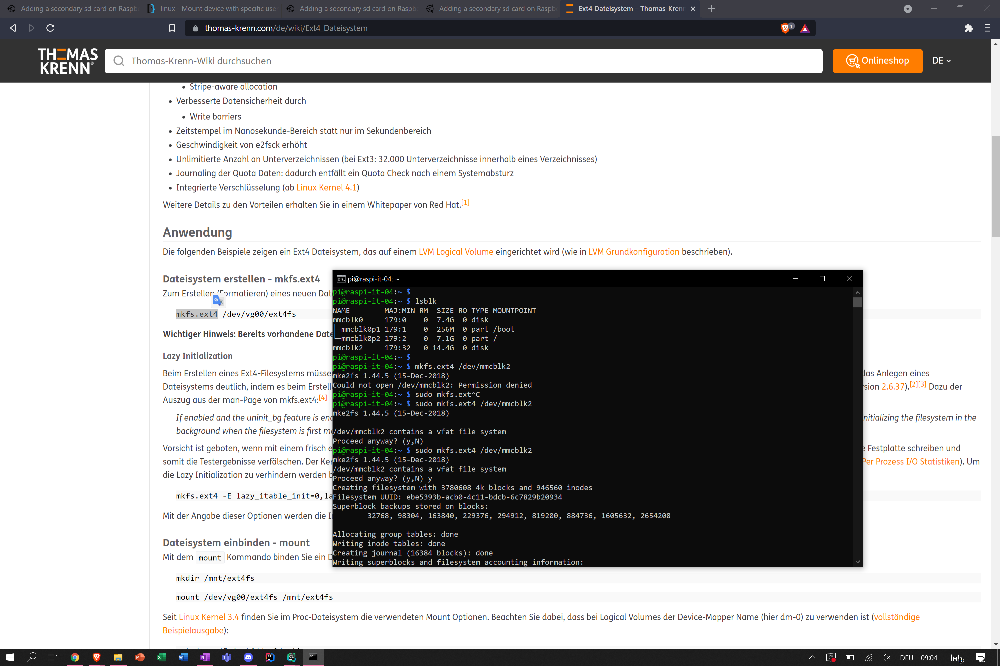 Adding a secondary sd card on Raspbe
linux - Mount device with specific user
Adding a secondary sd card on Raspbe
Adding a secondary sd card on Raspbe
Ext4 Dateisystem – Thomas-Kren
thomas-krenn.com/de/wiki/Ext4_Dateisystem
1
THOMAS
KRENN®
Thomas-Krenn-Wiki durchsuchen
Onlineshop
DE
• Stripe-aware allocation
• Verbesserte Datensicherheit durch
• Write barriers
• Zeitstempel im Nanosekunde-Bereich statt nur im Sekundenbereich
• Geschwindigkeit von e2fsck erhöht
• Unlimitierte Anzahl an Unterverzeichnissen (bei Ext3: 32.000 Unterverzeichnisse innerhalb eines Verzeichnisses)
• Journaling der Quota Daten: dadurch entfällt ein Quota Check nach einem Systemabsturz
• Integrierte Verschlüsselung (ab Linux Kernel 4.1)
Weitere Details zu den Vorteilen erhalten Sie in einem Whitepaper von Red Hat.[1]
Anwendung
Die folgenden Beispiele zeigen ein Ext4 Dateisystem, das auf einem LVM Logical Volume eingerichtet wird (wie in LVM Grundkonfiguration beschrieben).
Dateisystem erstellen - mkfs.ext4
Zum Erstellen (Formatieren) eines neuen Dat
mkfs.ext4 /dev/vg00/ext4fs
Wichtiger Hinweis: Bereits vorhandene Date
Lazy Initialization
Beim Erstellen eines Ext4-Filesystems müsse
das Anlegen eines
Dateisystems deutlich, indem es beim Erstell
rsion 2.6.37).[2][3] Dazu der
Auszug aus der man-Page von mkfs.ext4:[4]
If enabled and the uninit_bg feature is ena
initializing the filesystem in the
background when the filesystem is first mo
Vorsicht ist geboten, wenn mit einem frisch e
e Festplatte schreiben und
somit die Testergebnisse verfälschen. Der Ker
Per Prozess I/O Statistiken). Um
die Lazy Initialization zu verhindern werden b
mkfs.ext4 -E lazy_itable_init=0,la
Mit der Angabe dieser Optionen werden die I
Dateisystem einbinden - mount
Mit dem mount Kommando binden Sie ein D
mkdir /mnt/ext4fs
mount /dev/vg00/ext4fs /mnt/ext4fs
Seit Linux Kernel 3.4 finden Sie im Proc-Dateisystem die verwendeten Mount Optionen. Beachten Sie dabei, dass bei Logical Volumes der Device-Mapper Name (hier dm-0) zu verwenden ist (vollständige
Beispielausgabe):
pi@raspi-it-04: ~
pi@raspi-it-04:~ $
pi@raspi-it-04:~ $ lsblk
NAME MAJ:MIN RM SIZE RO TYPE MOUNTPOINT
mmcblk0 179:0 0 7.4G 0 disk
├─mmcblk0p1 179:1 0 256M 0 part /boot
└─mmcblk0p2 179:2 0 7.1G 0 part /
mmcblk2 179:32 0 14.4G 0 disk
pi@raspi-it-04:~ $
pi@raspi-it-04:~ $ mkfs.ext4 /dev/mmcblk2
mke2fs 1.44.5 (15-Dec-2018)
Could not open /dev/mmcblk2: Permission denied
pi@raspi-it-04:~ $ sudo mkfs.ext^C
pi@raspi-it-04:~ $ sudo mkfs.ext4 /dev/mmcblk2
mke2fs 1.44.5 (15-Dec-2018)
/dev/mmcblk2 contains a vfat file system
Proceed anyway? (y,N)
pi@raspi-it-04:~ $ sudo mkfs.ext4 /dev/mmcblk2
mke2fs 1.44.5 (15-Dec-2018)
/dev/mmcblk2 contains a vfat file system
Proceed anyway? (y,N) y
Creating filesystem with 3780608 4k blocks and 946560 inodes
Filesystem UUID: ebe5393b-acb0-4c11-bdcb-6c7829b20934
Superblock backups stored on blocks:
32768, 98304, 163840, 229376, 294912, 819200, 884736, 1605632, 2654208
Allocating group tables: done
Writing inode tables: done
Creating journal (16384 blocks): done
Writing superblocks and filesystem accounting information:
DEU
09:04